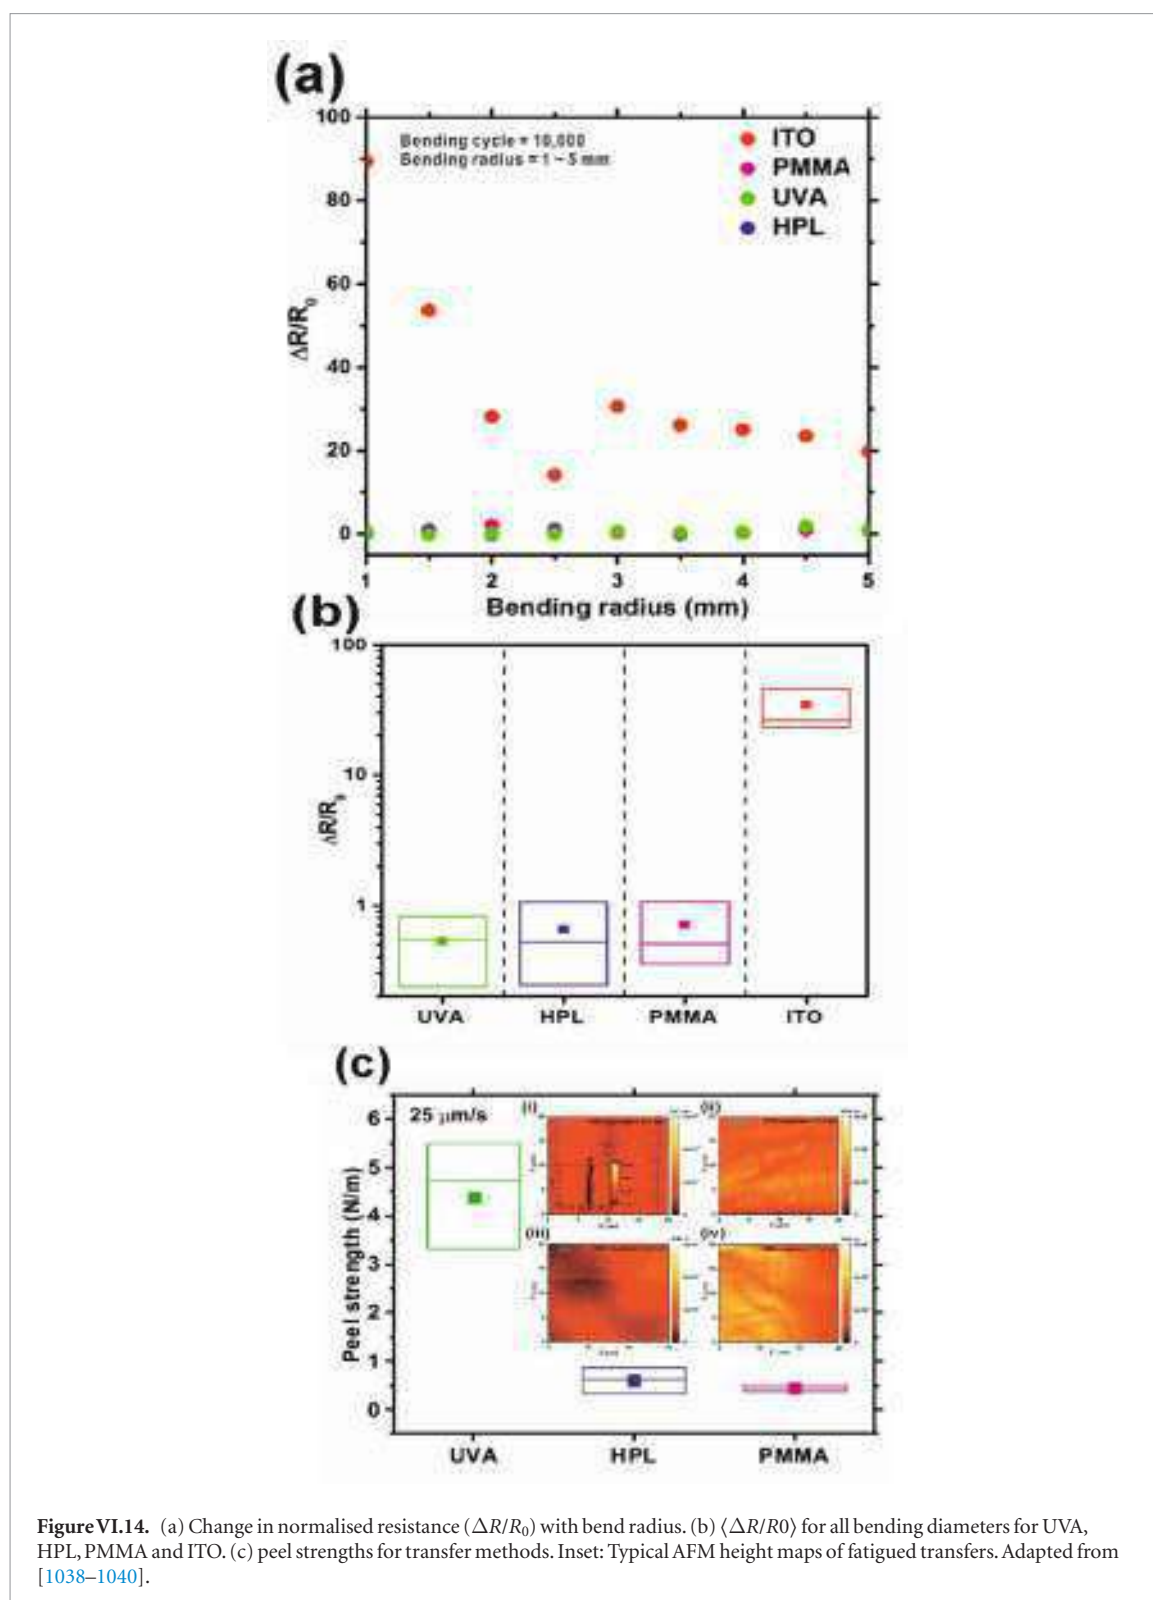 (a)
100
80
60
40
20
0
ΔR/R0
Bending cycle = 10,000
Bending radius = 1 - 5 mm
ITO
PMMA
UVA
HPL
1 2 3 4 5
Bending radius (mm)
(b)
100
10
1
ΔR/R0
UVA HPL PMMA ITO
(c)
6
5
4
3
2
1
0
Peel strength (N/m)
25 μm/s
(i) (ii)
(iii) (iv)
UVA HPL PMMA
Figure VI.14. (a) Change in normalised resistance (ΔR/R0) with bend radius. (b) ⟨ΔR/R0⟩ for all bending diameters for UVA,
HPL, PMMA and ITO. (c) peel strengths for transfer methods. Inset: Typical AFM height maps of fatigued transfers. Adapted from
[1038–1040].